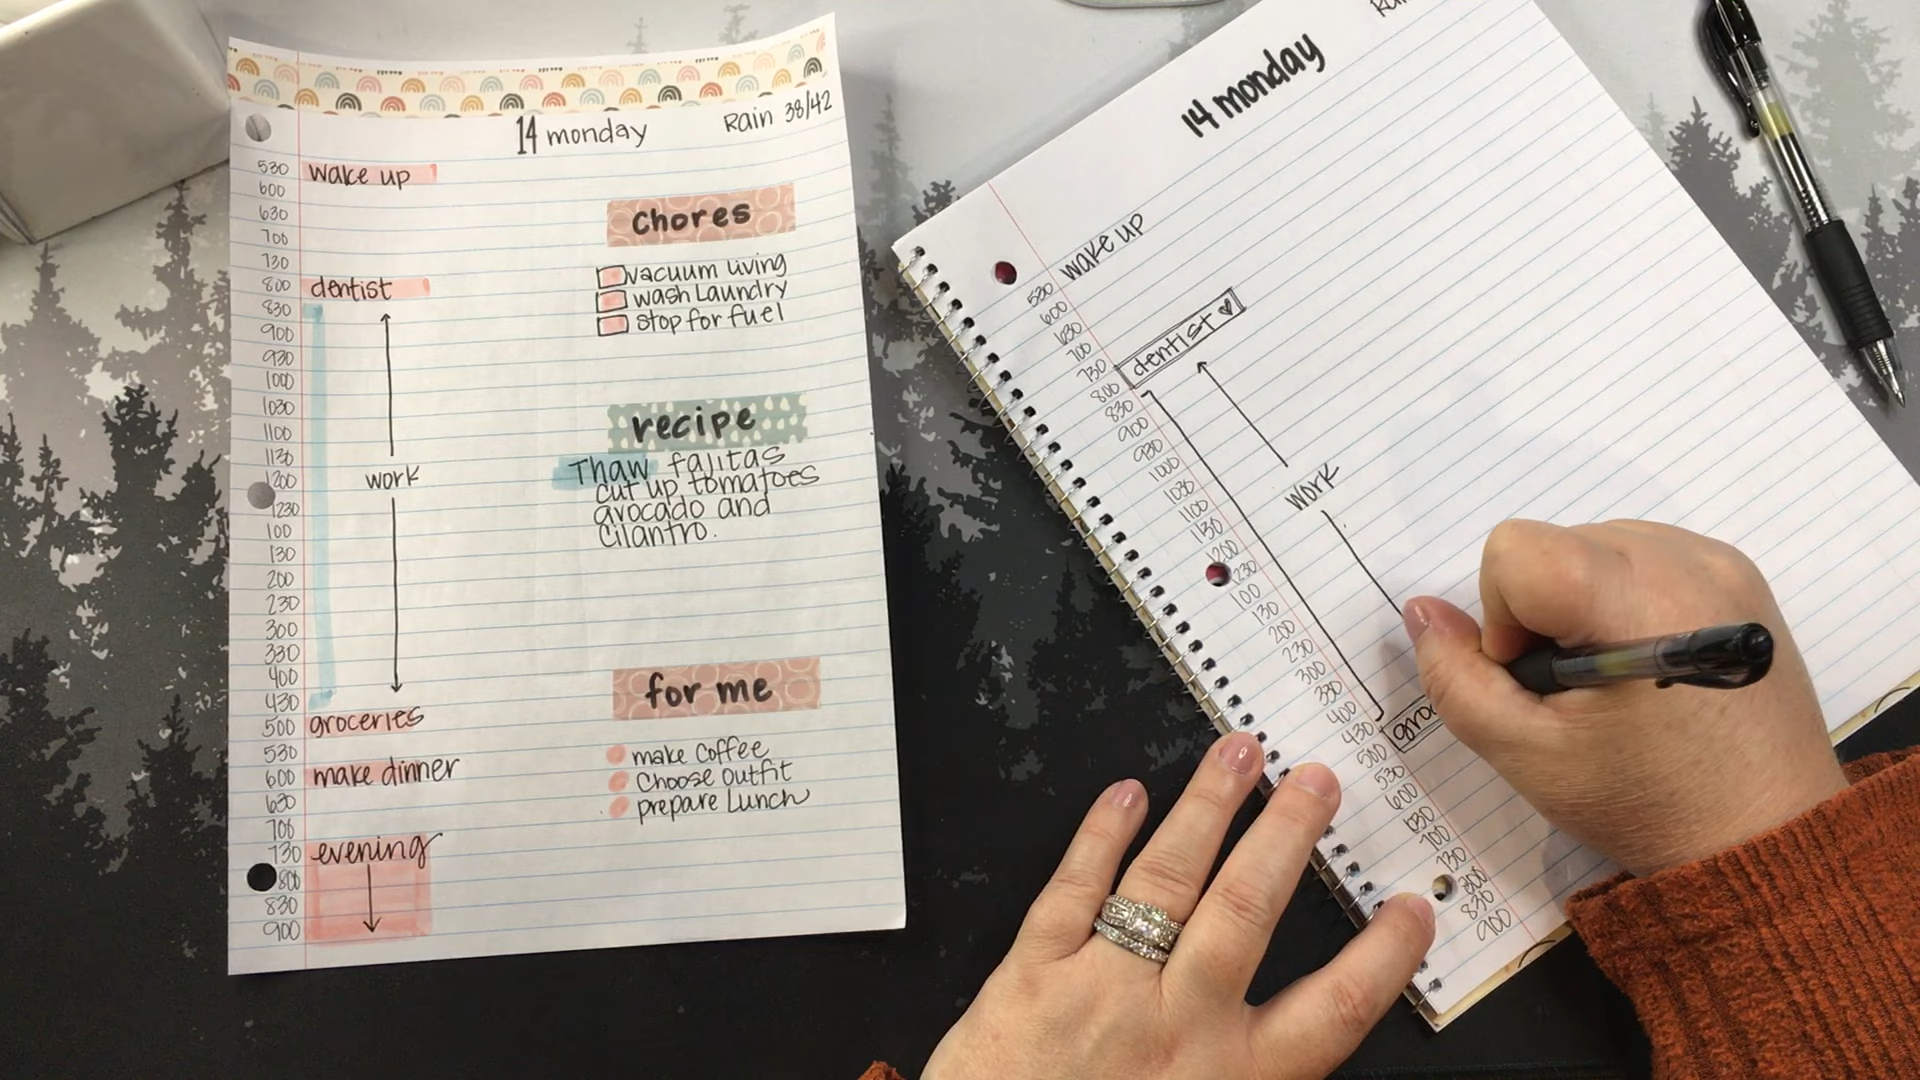 14 monday
Rain 38/42
530 wake up
600
630
700
730
800 dentist
830
900
930
1000
1030
1100
1130
1200 work
1230
100
130
200
230
300
330
400
430
500 groceries
530
600 make dinner
630
700
730 evening
800
830
900
chores
vacuum living
wash laundry
stop for fuel
recipe
Thaw fajitas
cut up tomatoes
avocado and
cilantro.
for me
make coffee
Choose outfit
prepare Lunch
Rain
14 monday
wake up
530
600
630
700
730 dentist
800
830
900
930
1000
1030
1100
1130
1200
1230
work
100
130
200
230
300
330
400
430 gro
500
530
600
630
700
730
800
830
900